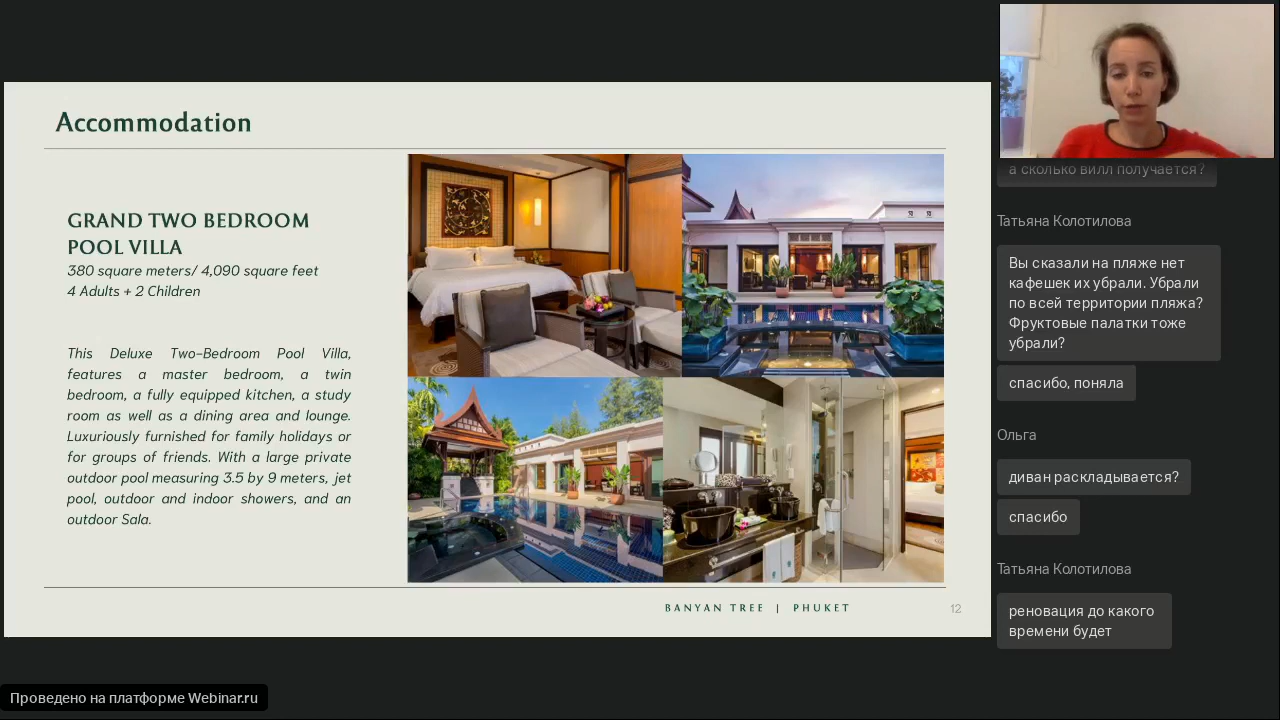 Accommodation
GRAND TWO BEDROOM
POOL VILLA
380 square meters/ 4,090 square feet
4 Adults + 2 Children
This Deluxe Two-Bedroom Pool Villa,
features a master bedroom, a twin
bedroom, a fully equipped kitchen, a study
room as well as a dining area and lounge.
Luxuriously furnished for family holidays or
for groups of friends. With a large private
outdoor pool measuring 3.5 by 9 meters, jet
pool, outdoor and indoor showers, and an
outdoor Sala.
BANYAN TREE | PHUKET
12
а сколько вилл получается?
Татьяна Колотилова
Вы сказали на пляже нет
кафешек их убрали. Убрали
по всей территории пляжа?
Фруктовые палатки тоже
убрали?
спасибо, поняла
Ольга
диван раскладывается?
спасибо
Татьяна Колотилова
реновация до какого
времени будет
Проведено на платформе Webinar.ru